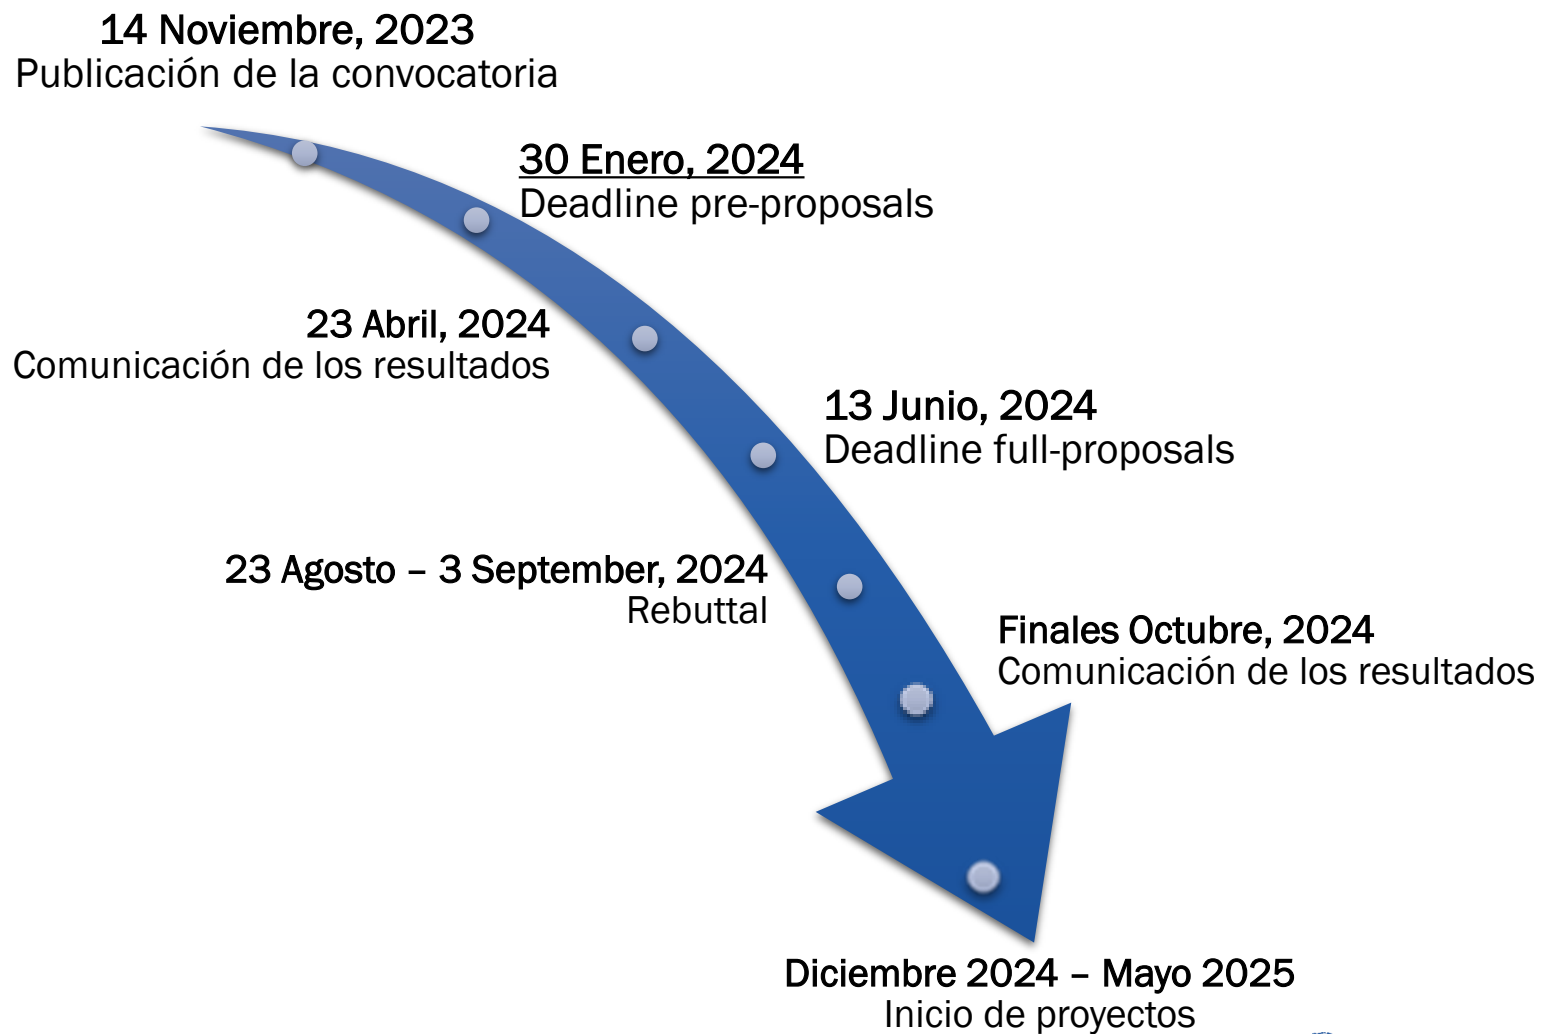 14 Noviembre, 2023
Publicación de la convocatoria
30 Enero, 2024
Deadline pre-proposals
23 Abril, 2024
Comunicación de los resultados
13 Junio, 2024
Deadline full-proposals
23 Agosto – 3 September, 2024
Rebuttal
Finales Octubre, 2024
Comunicación de los resultados
Diciembre 2024 – Mayo 2025
Inicio de proyectos